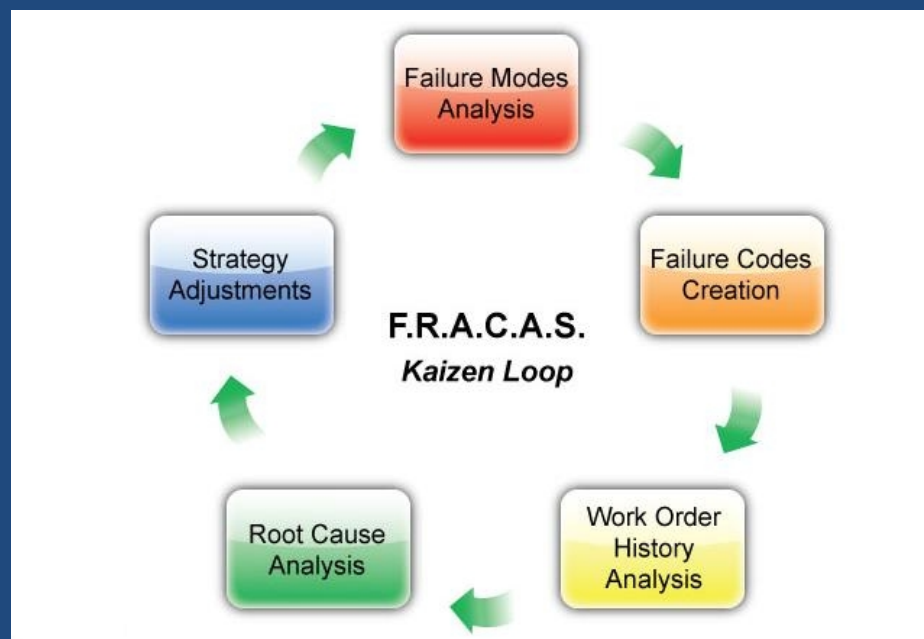 Failure Modes
Analysis
Failure Codes
Creation
Work Order
History
Analysis
Root Cause
Analysis
Strategy
Adjustments
F.R.A.C.A.S.
Kaizen Loop